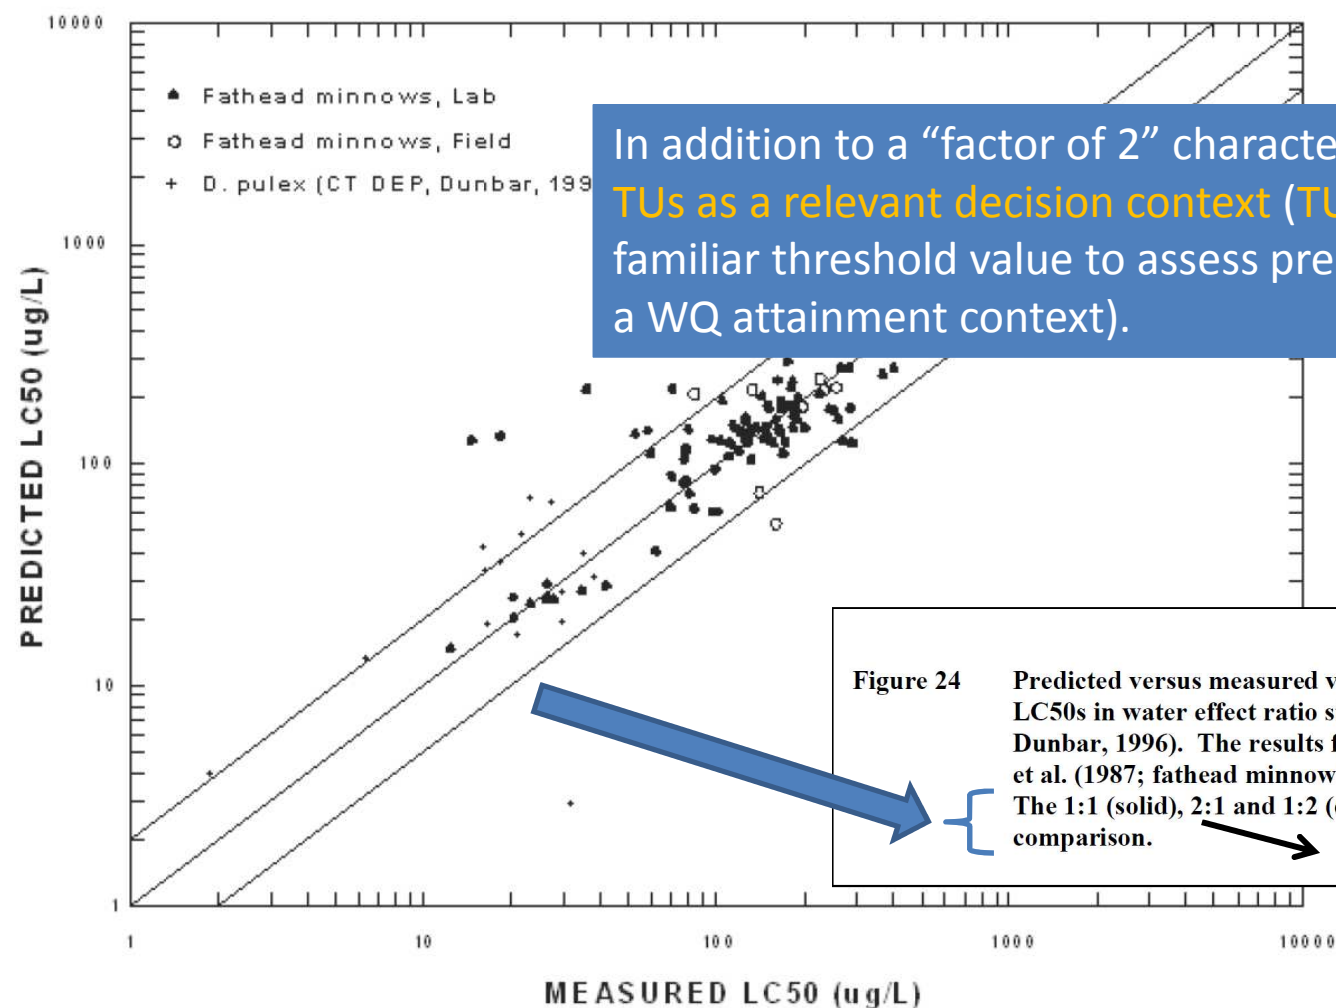 10000
1000
100
10
1
PREDICTED LC50 (ug/L)
Fathead minnows, Lab
Fathead minnows, Field
D. pulex (CT DEP, Dunbar, 199
In addition to a “factor of 2” characte
TUs as a relevant decision context (TU
familiar threshold value to assess pre
a WQ attainment context).
Figure 24 Predicted versus measured v
LC50s in water effect ratio s
Dunbar, 1996). The results f
et al. (1987; fathead minnow
The 1:1 (solid), 2:1 and 1:2 (
comparison.
1 10 100 1000 10000
MEASURED LC50 (ug/L)